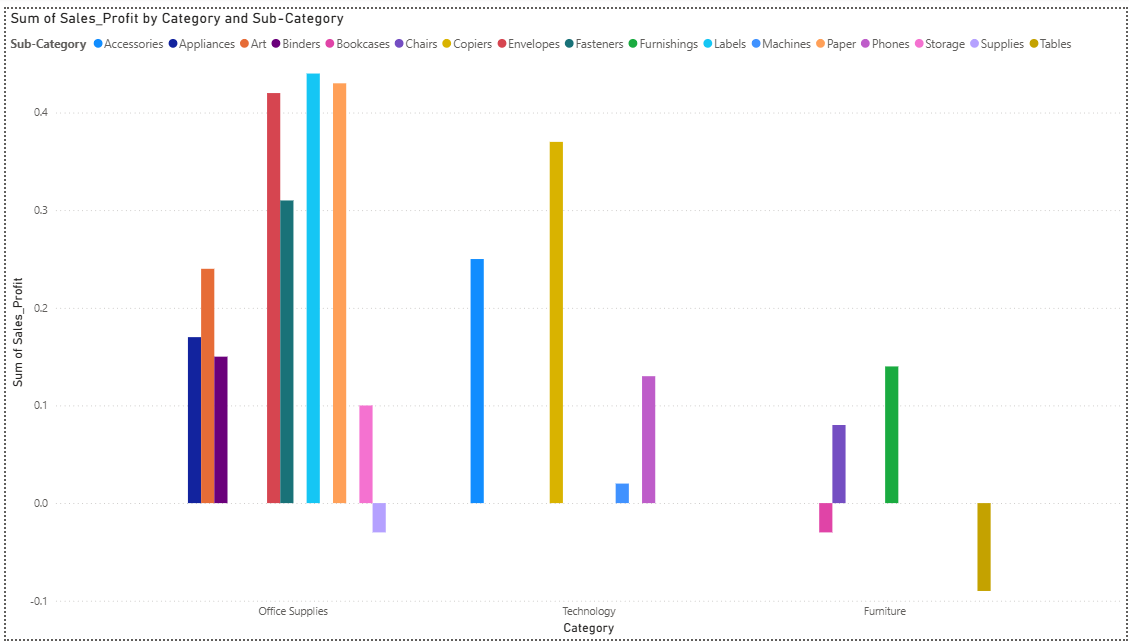 Sum of Sales_Profit by Category and Sub-Category
Sub-Category Accessories Appliances Art Binders Bookcases Chairs Copiers Envelopes Fasteners Furnishings Labels Machines Paper Phones Storage Supplies Tables
0.4
0.3
0.2
0.1
0.0
-0.1
Sum of Sales_Profit
Office Supplies Technology Furniture
Category